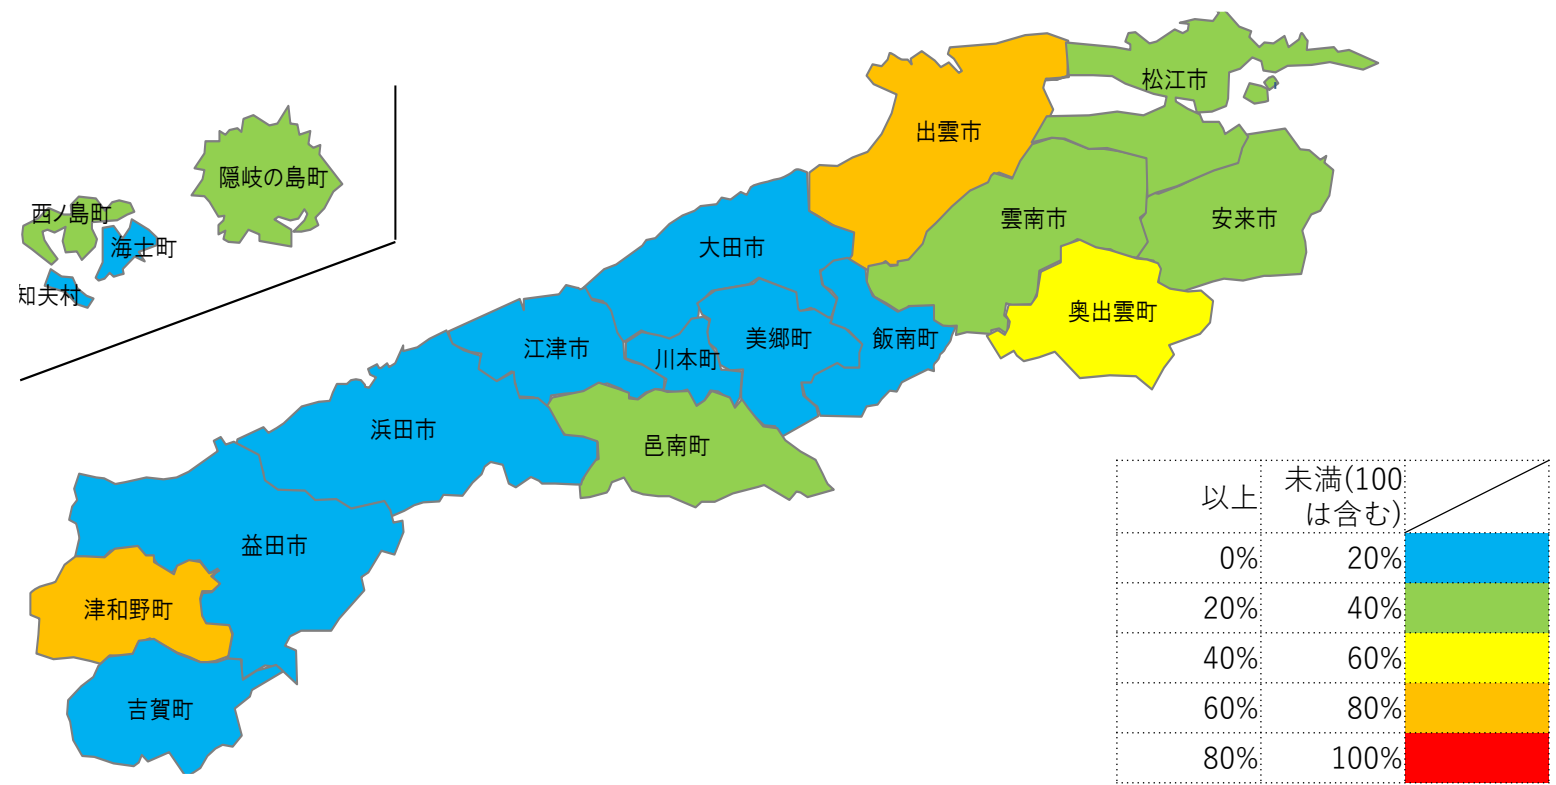 松江市
出雲市
隠岐の島町
西ノ島町
海士町
知夫村
雲南市
安来市
大田市
奥出雲町
飯南町
美郷町
川本町
江津市
浜田市
邑南町
益田市
津和野町
吉賀町
以上 未満(100
は含む)
0% 20%
20% 40%
40% 60%
60% 80%
80% 100%